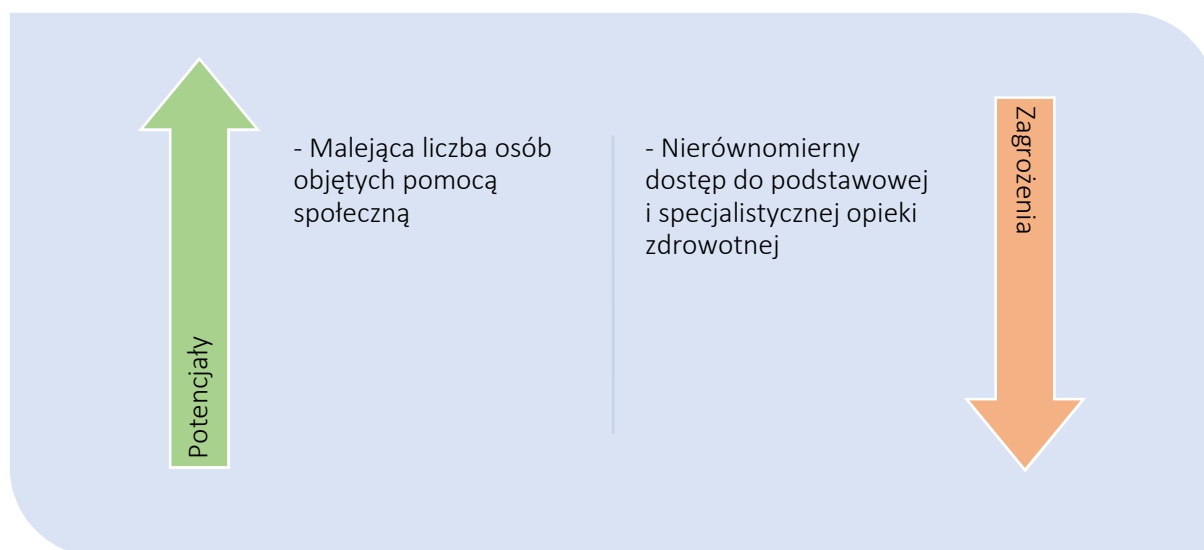 Potencjały
- Malejąca liczba osób
objętych pomocą
społeczną
- Nierównomierny
dostęp do podstawowej
i specjalistycznej opieki
zdrowotnej
Zagrożenia